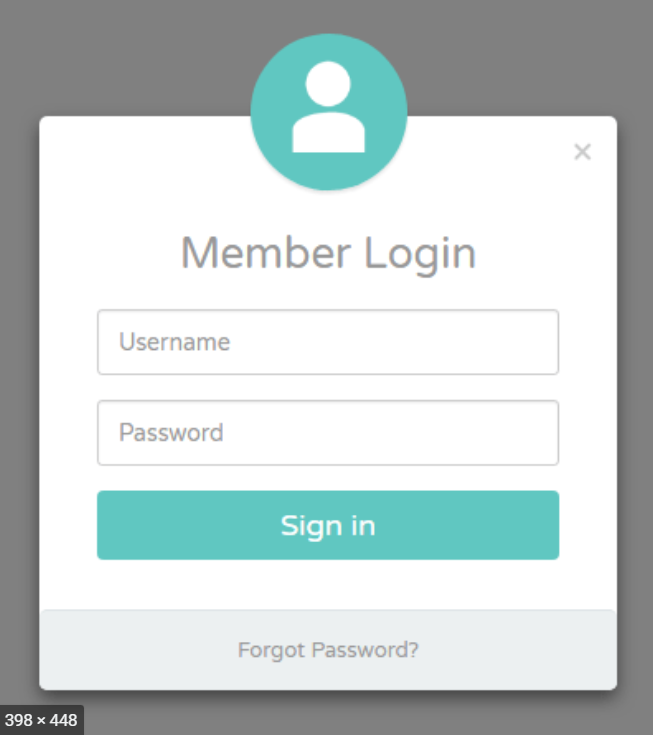 ×
Member Login
Username
Password
Sign in
Forgot Password?
398 × 448